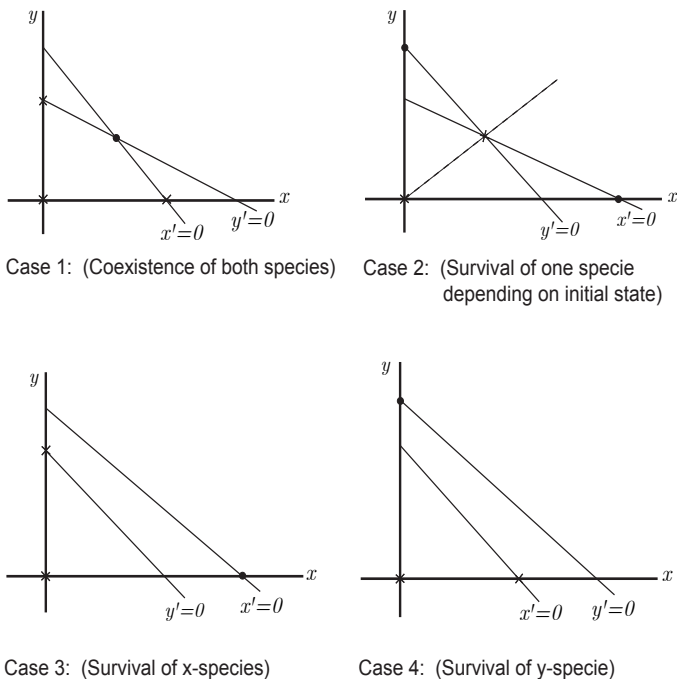 y
x
x'=0
y'=0
Case 1: (Coexistence of both species)
y
x
y'=0
x'=0
Case 2: (Survival of one specie
depending on initial state)
y
x
y'=0
x'=0
Case 3: (Survival of x-species)
y
x
x'=0
y'=0
Case 4: (Survival of y-specie)